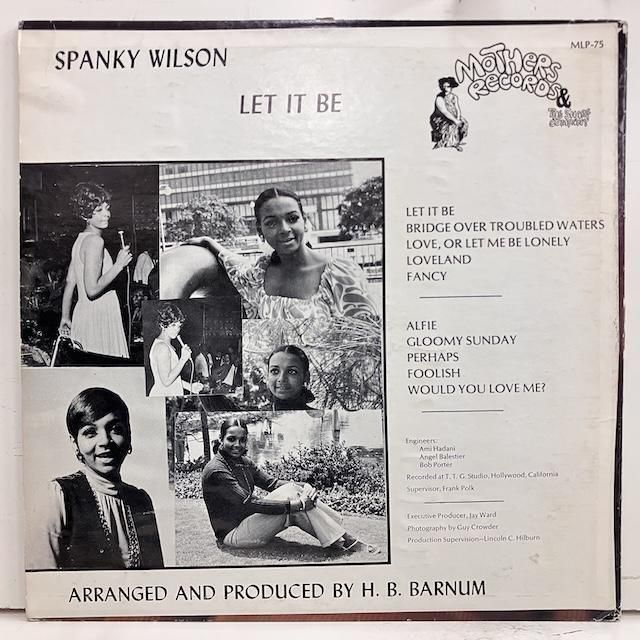 SPANKY WILSON
MLP-75
MOTHERS
RECORDS
&
THE SNARF
COMPANY
LET IT BE
LET IT BE
BRIDGE OVER TROUBLED WATERS
LOVE, OR LET ME BE LONELY
LOVELAND
FANCY
ALFIE
GLOOMY SUNDAY
PERHAPS
FOOLISH
WOULD YOU LOVE ME?
Engineers:
Ami Hadani
Angel Balestier
Bob Porter
Recorded at T. T. G. Studio, Hollywood, California
Supervisor, Frank Polk
Executive Producer, Jay Ward
Photography by Guy Crowder
Production Supervision—Lincoln C. Hilburn
ARRANGED AND PRODUCED BY H. B. BARNUM